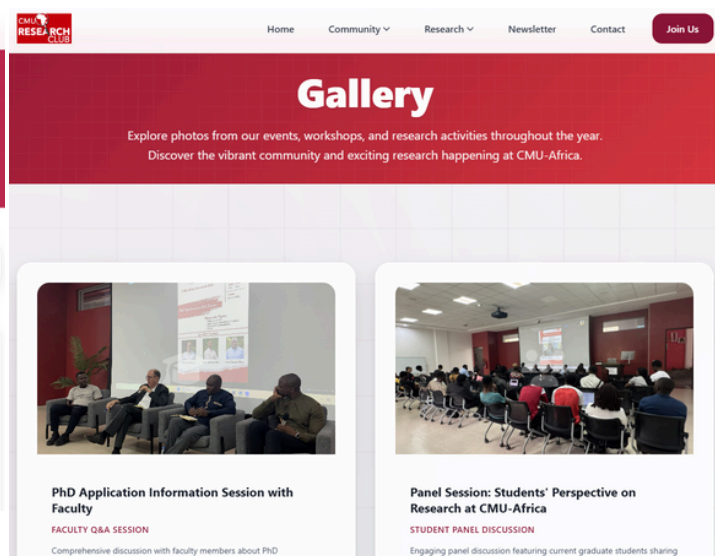 CMU
RESEARCH
CLUB
Home
Community
Research
Newsletter
Contact
Join Us
Gallery
Explore photos from our events, workshops, and research activities throughout the year.
Discover the vibrant community and exciting research happening at CMU-Africa.
PhD Application Information Session with
Faculty
FACULTY Q&A SESSION
Comprehensive discussion with faculty members about PhD
Panel Session: Students' Perspective on
Research at CMU-Africa
STUDENT PANEL DISCUSSION
Engaging panel discussion featuring current graduate students sharing